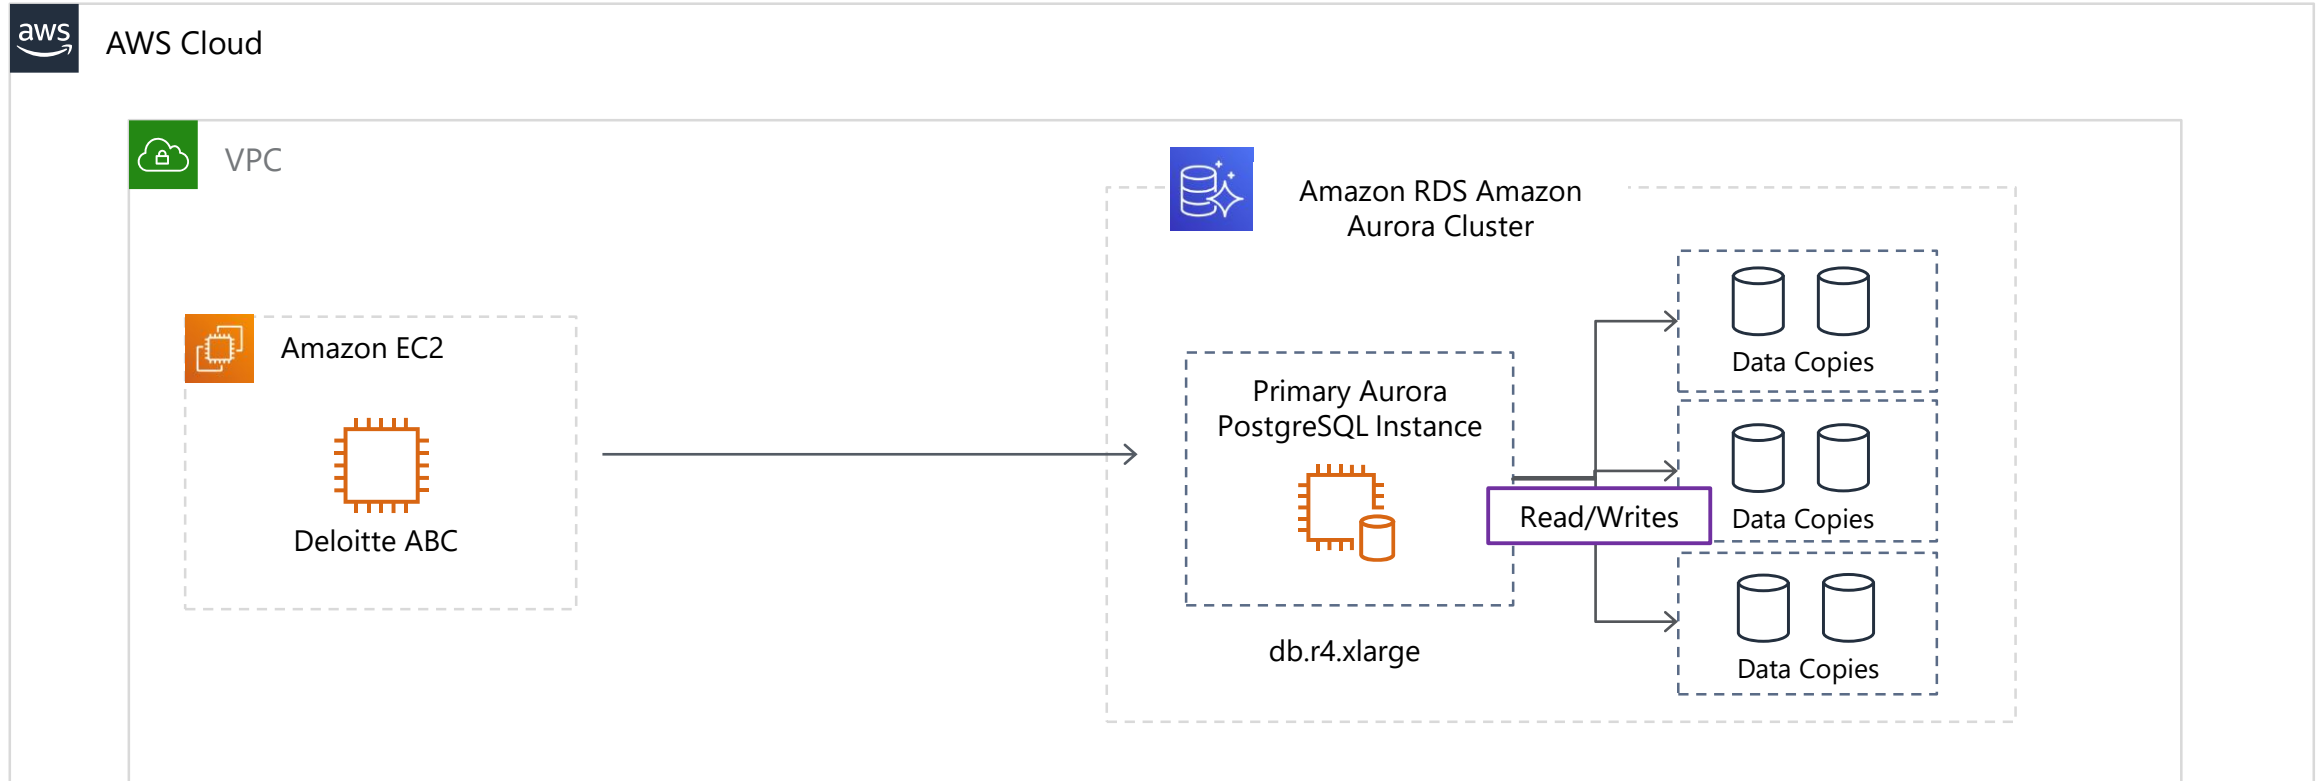 aws
AWS Cloud
VPC
Amazon RDS Amazon
Aurora Cluster
Amazon EC2
Deloitte ABC
Primary Aurora
PostgreSQL Instance
db.r4.xlarge
Read/Writes
Data Copies
Data Copies
Data Copies